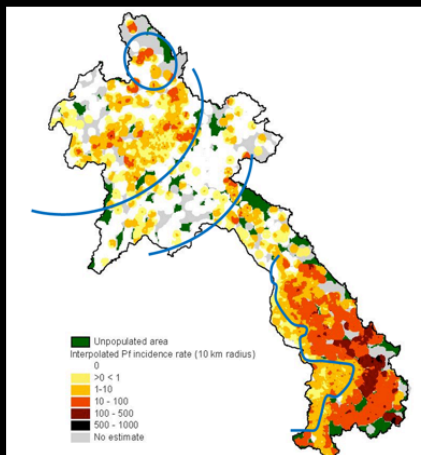 Unpopulated area
Interpolated Pf incidence rate (10 km radius)
0
>0 < 1
1-10
10 - 100
100 - 500
500 - 1000
No estimate